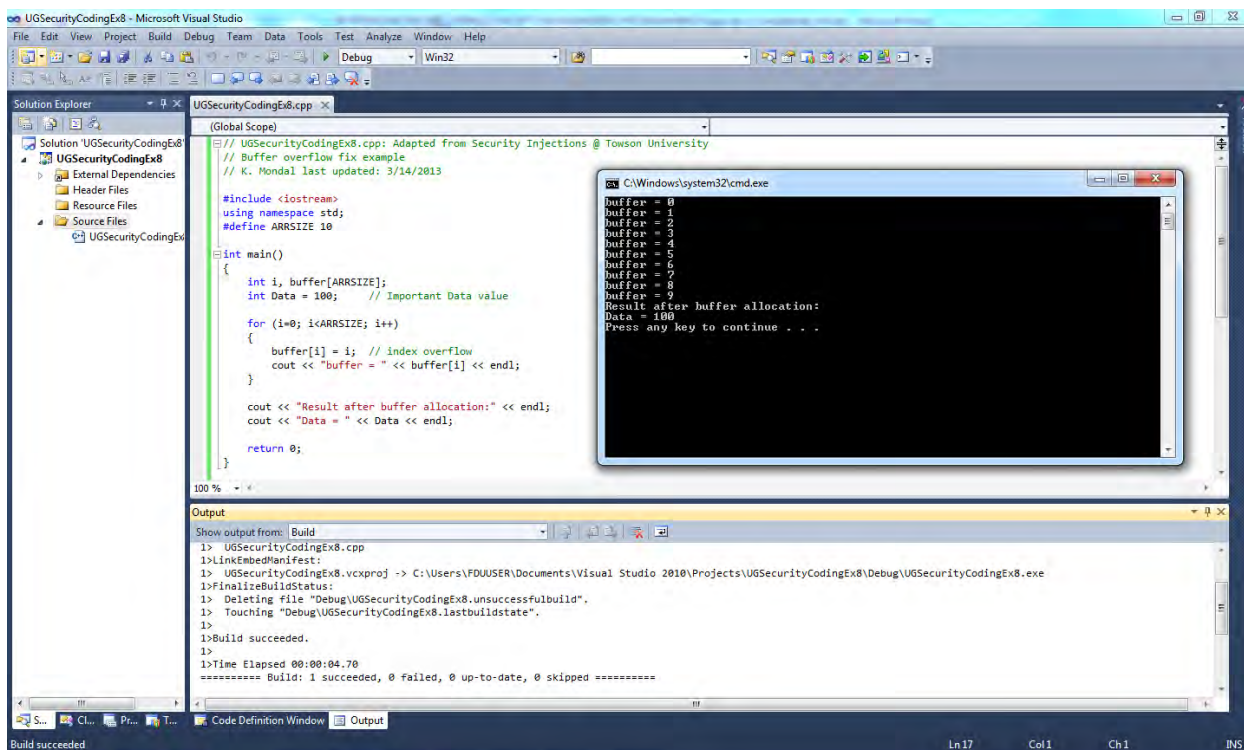 UGSecurityCodingEx8 - Microsoft Visual Studio
File Edit View Project Build Debug Team Data Tools Test Analyze Window Help
Debug Win32
Solution Explorer
Solution 'UGSecurityCodingEx8'
UGSecurityCodingEx8
External Dependencies
Header Files
Resource Files
Source Files
UGSecurityCodingEx
UGSecurityCodingEx8.cpp
(Global Scope)
// UGSecurityCodingEx8.cpp: Adapted from Security Injections @ Towson University
// Buffer overflow fix example
// K. Mondal last updated: 3/14/2013
#include <iostream>
using namespace std;
#define ARRSIZE 10
int main()
{
int i, buffer[ARRSIZE];
int Data = 100; // Important Data value
for (i=0; i<ARRSIZE; i++)
{
buffer[i] = i; // index overflow
cout << "buffer = " << buffer[i] << endl;
}
cout << "Result after buffer allocation:" << endl;
cout << "Data = " << Data << endl;
return 0;
}
100 %
C:\Windows\system32\cmd.exe
buffer = 0
buffer = 1
buffer = 2
buffer = 3
buffer = 4
buffer = 5
buffer = 6
buffer = 7
buffer = 8
buffer = 9
Result after buffer allocation:
Data = 100
Press any key to continue . . .
Output
Show output from: Build
1> UGSecurityCodingEx8.cpp
1>LinkEmbedManifest:
1> UGSecurityCodingEx8.vcxproj -> C:\Users\FDUUSER\Documents\Visual Studio 2010\Projects\UGSecurityCodingEx8\Debug\UGSecurityCodingEx8.exe
1>FinalizeBuildStatus:
1> Deleting file "Debug\UGSecurityCodingEx8.unsuccessfulbuild".
1> Touching "Debug\UGSecurityCodingEx8.lastbuildstate".
1>
1>Build succeeded.
1>
1>Time Elapsed 00:00:04.70
========== Build: 1 succeeded, 0 failed, 0 up-to-date, 0 skipped ==========
S... Cl... Pr... T... Code Definition Window Output
Build succeeded Ln 17 Col 1 Ch 1 INS